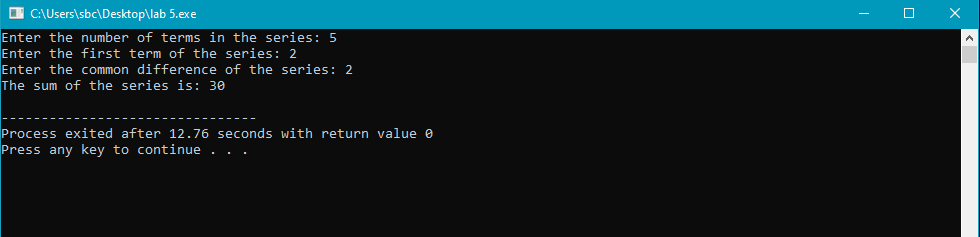 C:\Users\sbc\Desktop\lab 5.exe
Enter the number of terms in the series: 5
Enter the first term of the series: 2
Enter the common difference of the series: 2
The sum of the series is: 30
--------------------------------
Process exited after 12.76 seconds with return value 0
Press any key to continue . . .